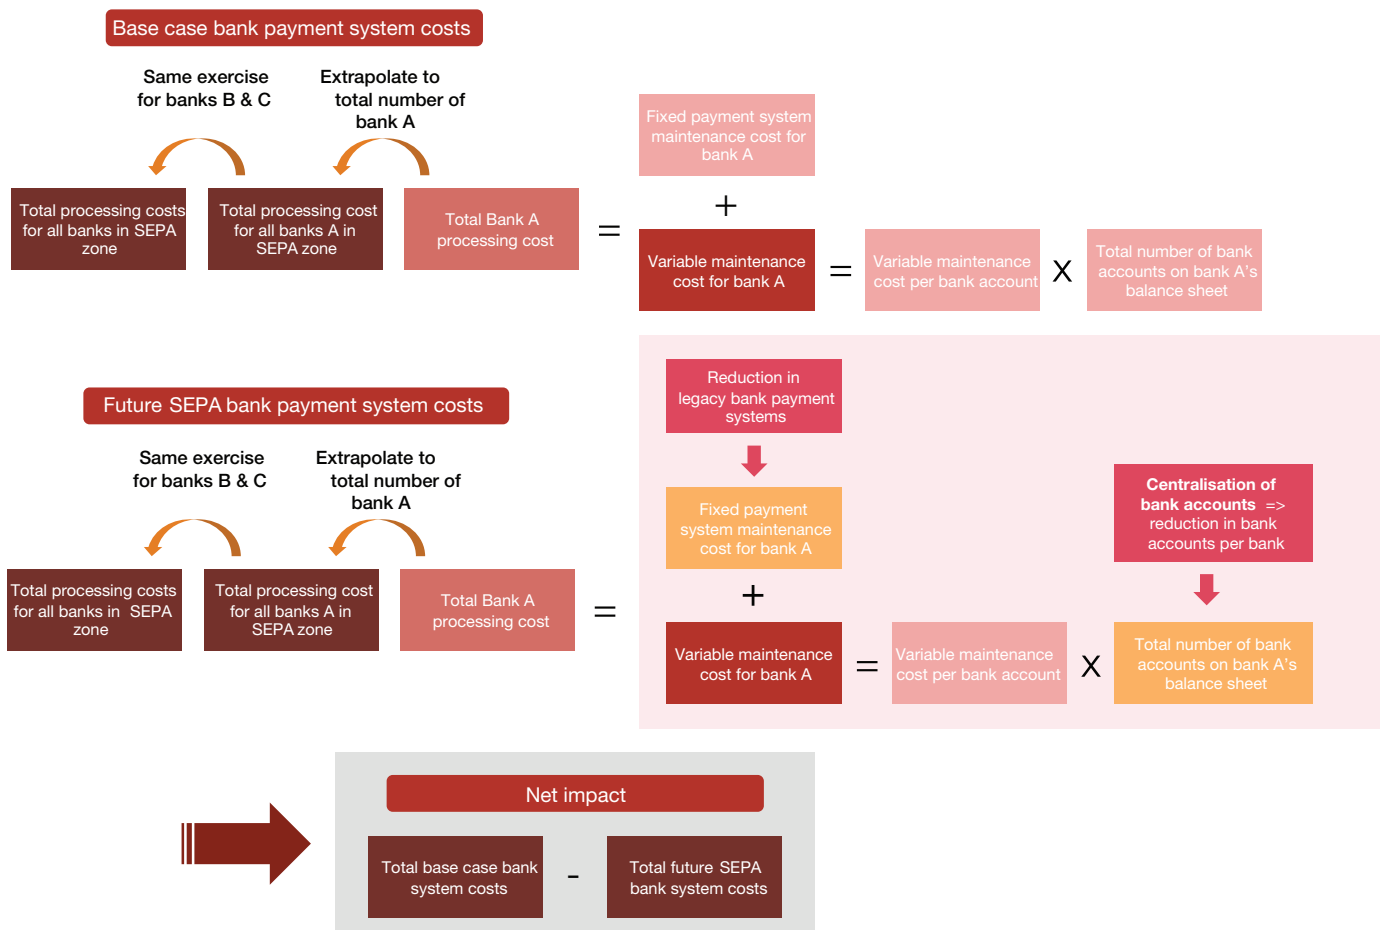 Base case bank payment system costs
Same exercise
for banks B & C
Extrapolate to
total number of
bank A
Fixed payment system
maintenance cost for
bank A
+
Total processing costs
for all banks in SEPA
zone
Total processing cost
for all banks A in
SEPA zone
Total Bank A
processing cost
=
Variable maintenance
cost for bank A
=
Variable maintenance
cost per bank account
X
Total number of bank
accounts on bank A's
balance sheet
Future SEPA bank payment system costs
Same exercise
for banks B & C
Extrapolate to
total number of
bank A
Reduction in
legacy bank payment
systems
Fixed payment
system maintenance
cost for bank A
+
Centralisation of
bank accounts =>
reduction in bank
accounts per bank
Total processing costs
for all banks in SEPA
zone
Total processing cost
for all banks A in
SEPA zone
Total Bank A
processing cost
=
Variable maintenance
cost for bank A
=
Variable maintenance
cost per bank account
X
Total number of bank
accounts on bank A's
balance sheet
Net impact
Total base case bank
system costs
-
Total future SEPA
bank system costs